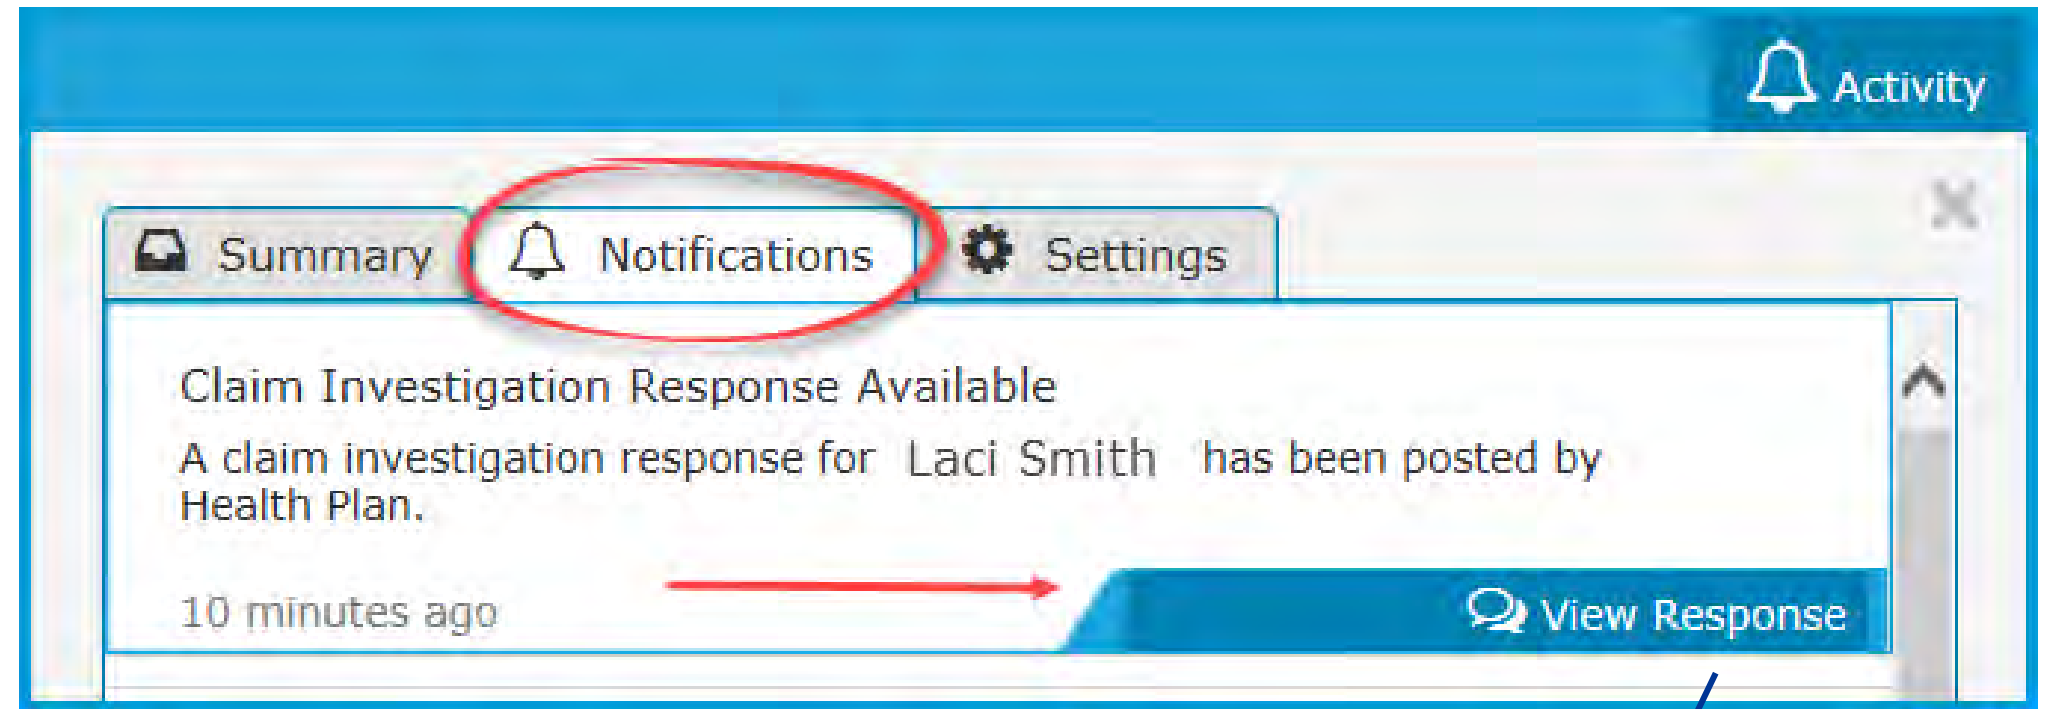 Activity
Summary Notifications Settings
Claim Investigation Response Available
A claim investigation response for Laci Smith has been posted by
Health Plan.
10 minutes ago View Response